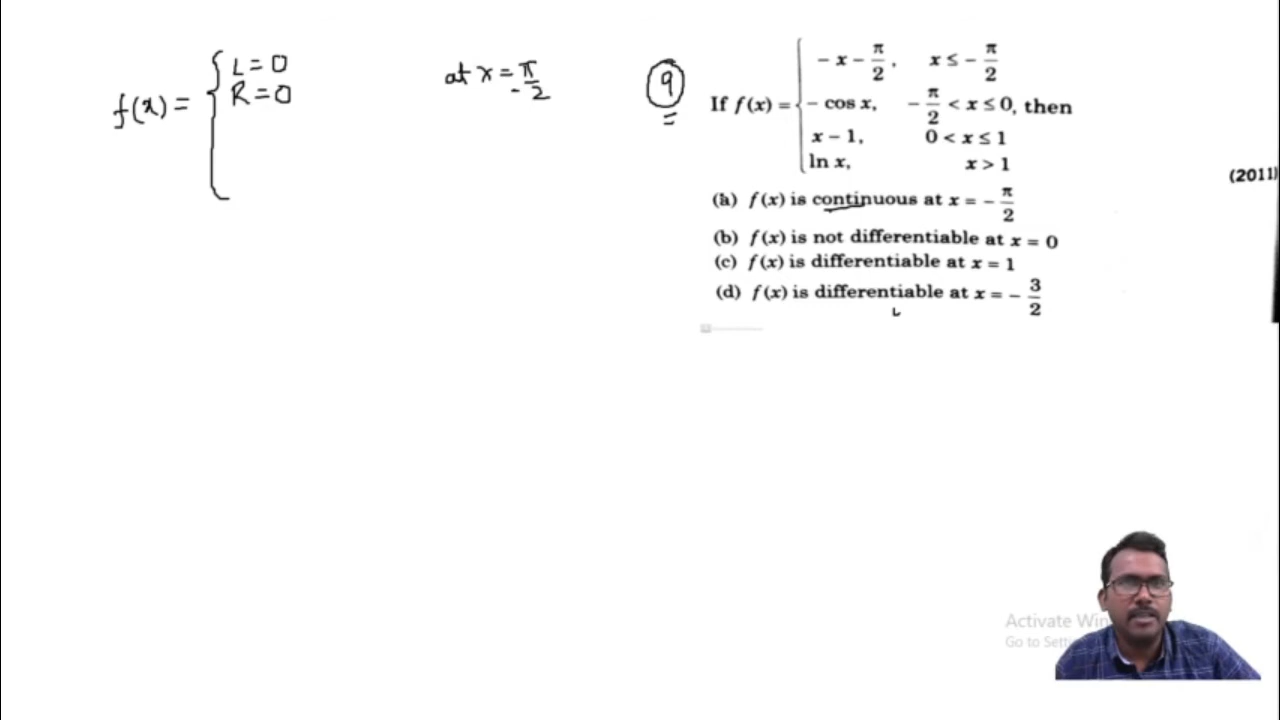 f(x) = { L = 0
R = 0
at x = -π/2
9
If f(x) = { -x - π/2, x ≤ -π/2
- cos x, -π/2 < x ≤ 0, then
x - 1, 0 < x ≤ 1
ln x, x > 1
(2011)
(a) f(x) is continuous at x = -π/2
(b) f(x) is not differentiable at x = 0
(c) f(x) is differentiable at x = 1
(d) f(x) is differentiable at x = -3/2
Activate Win
Go to Setti